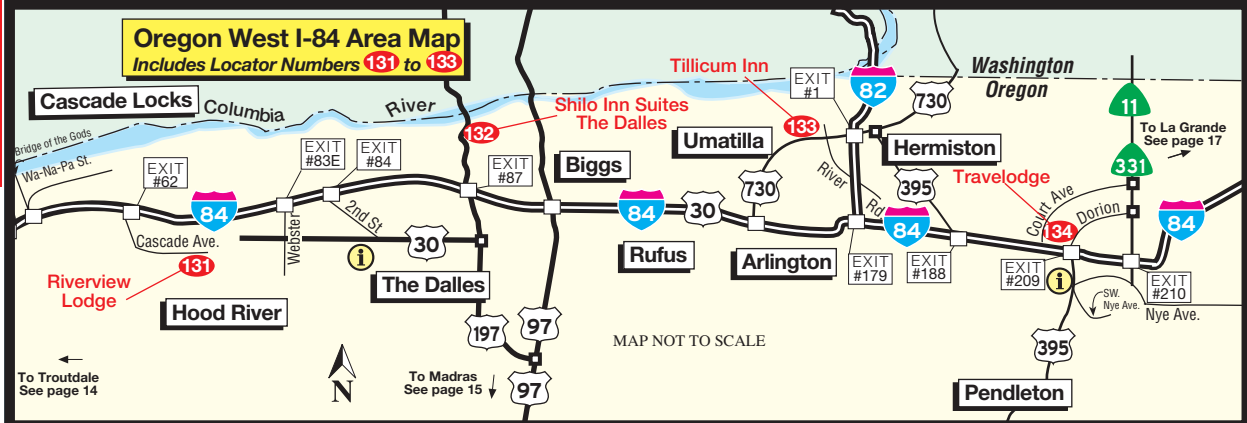 Oregon West I-84 Area Map
Includes Locator Numbers 131 to 133
Cascade Locks
Columbia
River
Bridge of the Gods
Wa-Na-Pa St.
EXIT
#62
84
Cascade Ave.
131
Riverview
Lodge
Hood River
EXIT
#83E
EXIT
#84
Webster
2nd St
i
30
The Dalles
132
Shilo Inn Suites
The Dalles
EXIT
#87
197
97
97
Biggs
84
30
Rufus
Tillicum Inn
133
EXIT
#1
82
730
Washington
Oregon
Umatilla
Hermiston
730
River
Rd
395
Arlington
84
EXIT
#179
EXIT
#188
Travelodge
Court Ave
Dorion
134
EXIT
#209
i
11
331
To La Grande
See page 17
84
EXIT
#210
SW.
Nye Ave.
Nye Ave.
395
Pendleton
MAP NOT TO SCALE
To Troutdale
See page 14
N
To Madras
See page 15